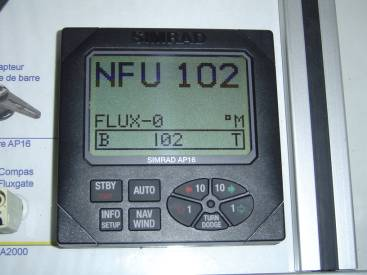 SIMRAD
NFU 102
FLUX-0 °M
B 102 T
SIMRAD AP16
STBY
AUTO
10 10
1 1
INFO
SETUP
NAV
WIND
TURN
DODGE
apteur
e de barre
re AP16
Compas
Fluxgate
A2000